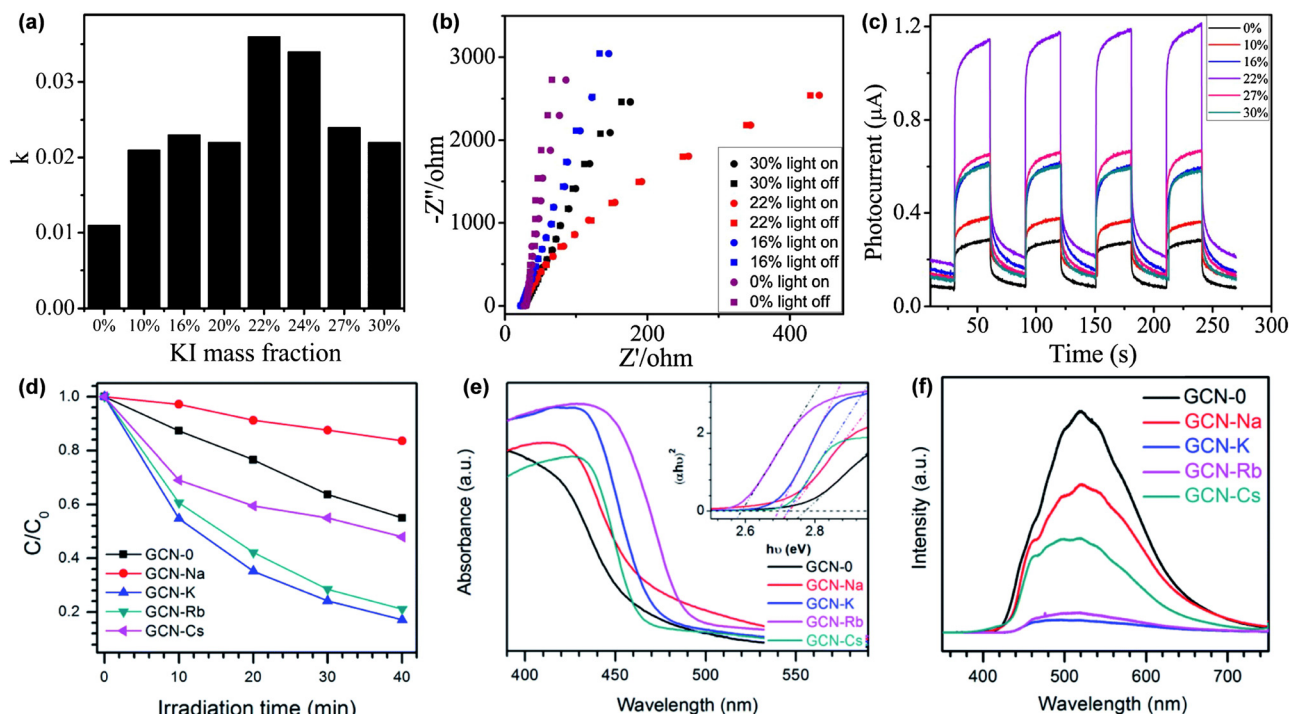 (a)
k
0.03
0.02
0.01
0.00
0%
10%
16%
20%
22%
24%
27%
30%
KI mass fraction
(b)
-Z''/ohm
3000
2000
1000
0
0
200
400
Z'/ohm
30% light on
30% light off
22% light on
22% light off
16% light on
16% light off
0% light on
0% light off
(c)
Photocurrent (μA)
1.2
0.8
0.4
0.0
50
100
150
200
250
300
Time (s)
0%
10%
16%
22%
27%
30%
(d)
C/C0
1.0
0.8
0.6
0.4
0.2
0
10
20
30
40
Irradiation time (min)
GCN-0
GCN-Na
GCN-K
GCN-Rb
GCN-Cs
(e)
Absorbance (a.u.)
400
450
500
550
Wavelength (nm)
(αhυ)²
2
0
2.6
2.8
hυ (eV)
GCN-0
GCN-Na
GCN-K
GCN-Rb
GCN-Cs
(f)
Intensity (a.u.)
400
500
600
700
Wavelength (nm)
GCN-0
GCN-Na
GCN-K
GCN-Rb
GCN-Cs